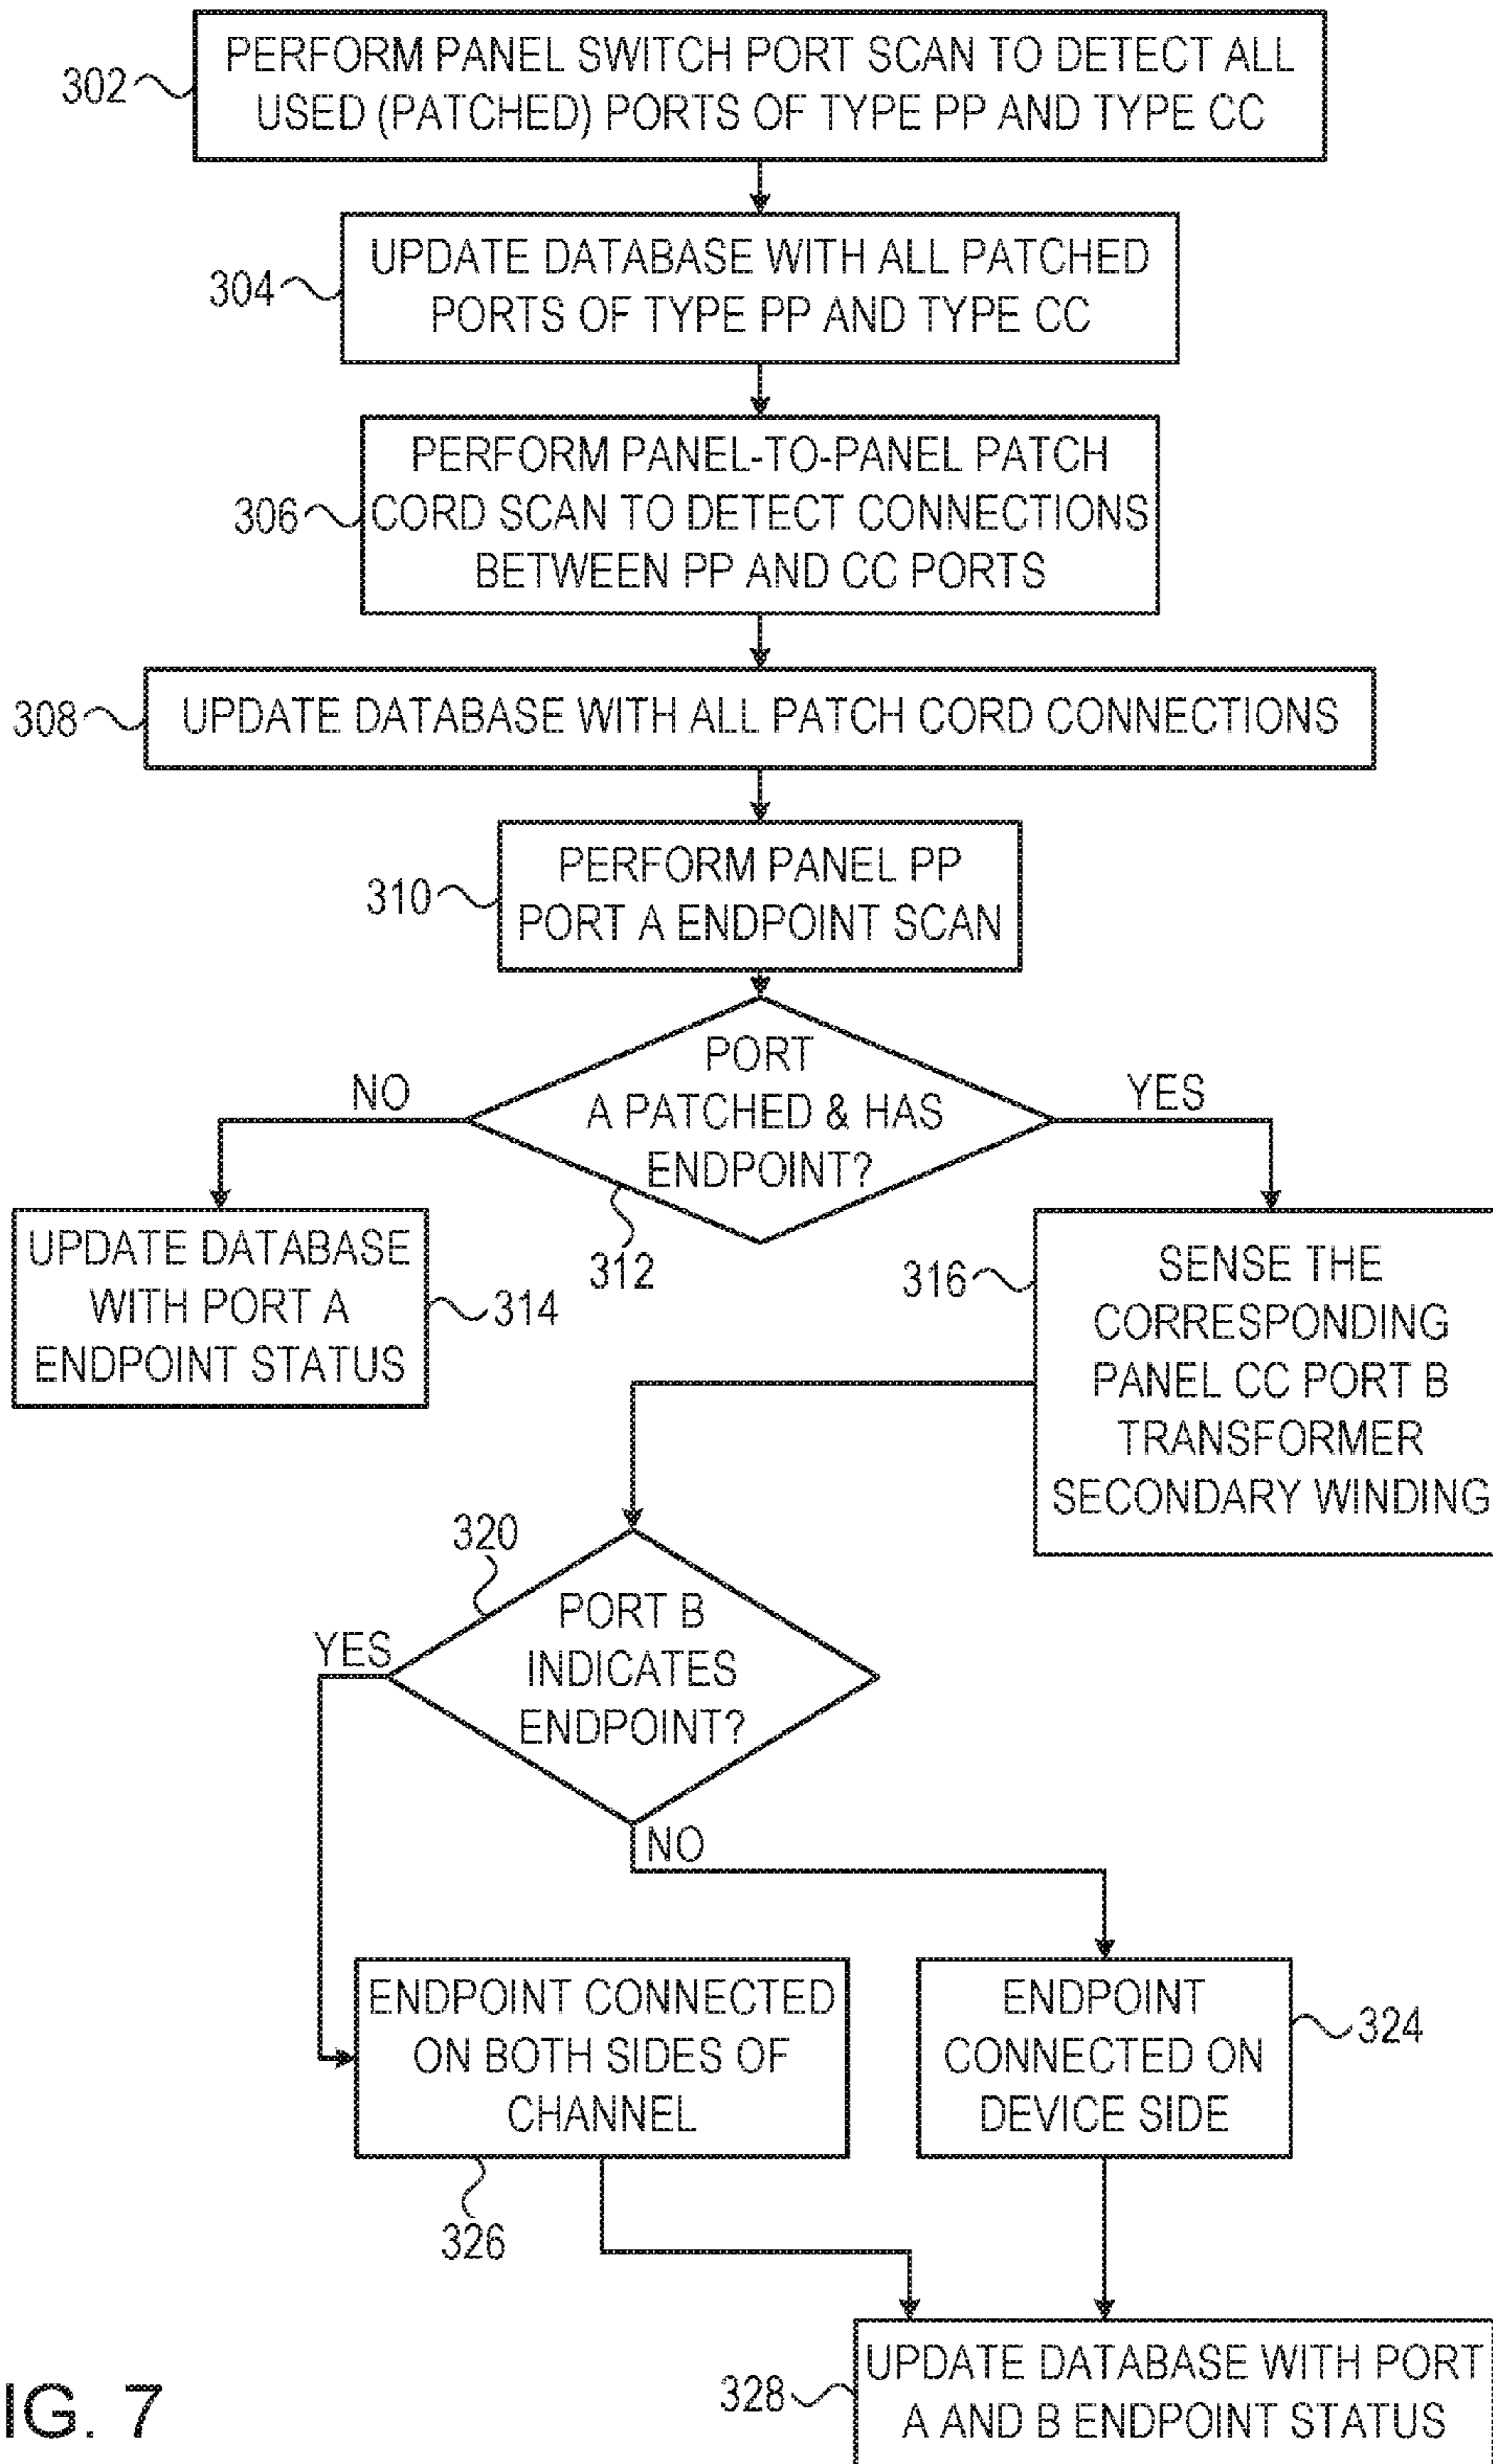 302
PERFORM PANEL SWITCH PORT SCAN TO DETECT ALL
USED (PATCHED) PORTS OF TYPE PP AND TYPE CC
304
UPDATE DATABASE WITH ALL PATCHED
PORTS OF TYPE PP AND TYPE CC
306
PERFORM PANEL-TO-PANEL PATCH
CORD SCAN TO DETECT CONNECTIONS
BETWEEN PP AND CC PORTS
308
UPDATE DATABASE WITH ALL PATCH CORD CONNECTIONS
310
PERFORM PANEL PP
PORT A ENDPOINT SCAN
PORT
A PATCHED & HAS
ENDPOINT?
312
NO
YES
UPDATE DATABASE
WITH PORT A
ENDPOINT STATUS
314
316
SENSE THE
CORRESPONDING
PANEL CC PORT B
TRANSFORMER
SECONDARY WINDING
320
PORT B
INDICATES
ENDPOINT?
YES
NO
ENDPOINT CONNECTED
ON BOTH SIDES OF
CHANNEL
326
ENDPOINT
CONNECTED ON
DEVICE SIDE
324
328
UPDATE DATABASE WITH PORT
A AND B ENDPOINT STATUS
IG. 7